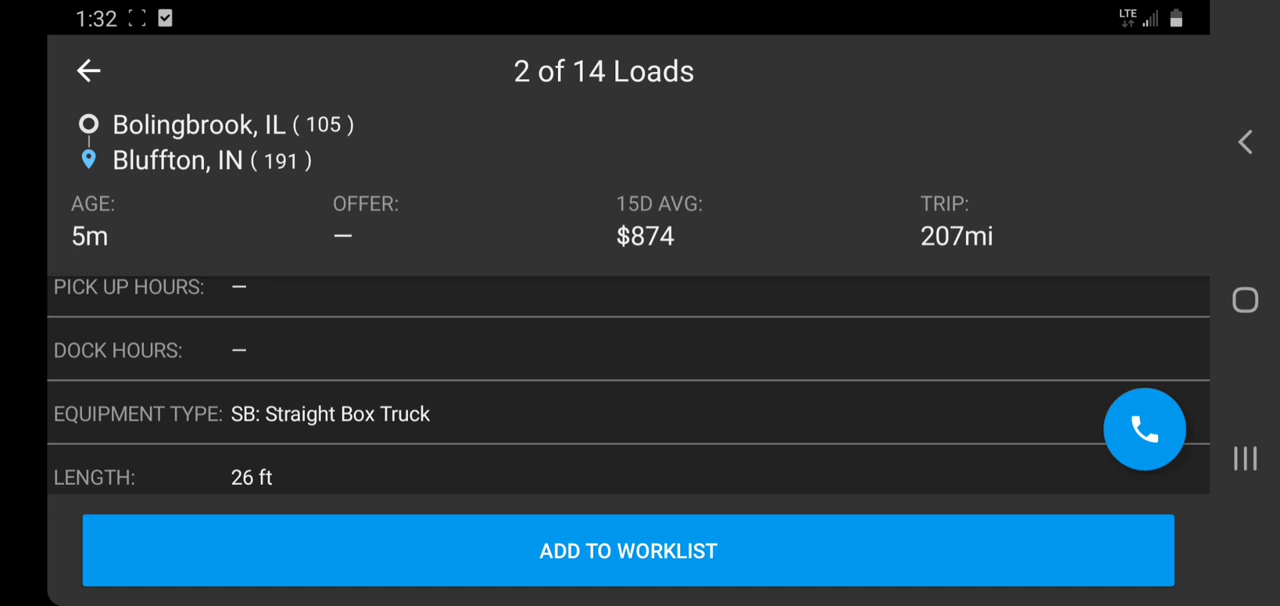 1:32
LTE
2 of 14 Loads
Bolingbrook, IL ( 105 )
Bluffton, IN ( 191 )
AGE: OFFER: 15D AVG: TRIP:
5m — $874 207mi
PICK UP HOURS: —
DOCK HOURS: —
EQUIPMENT TYPE: SB: Straight Box Truck
LENGTH: 26 ft
ADD TO WORKLIST